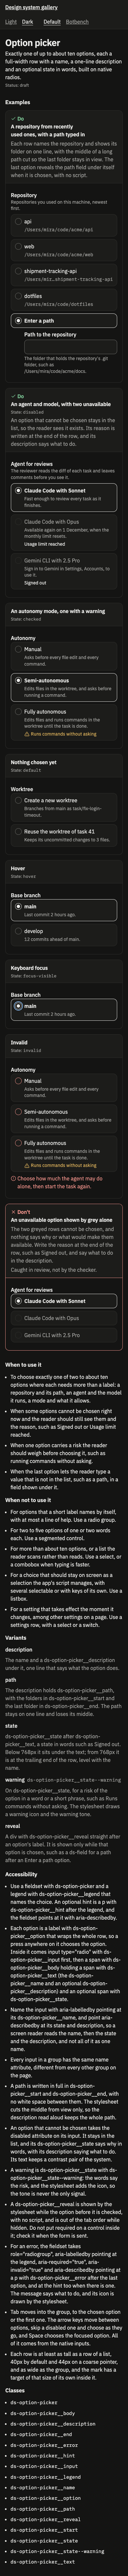 Design system gallery
Light Dark Default Botbench
Option picker
Exactly one of up to about ten options, each a
full-width row with a name, a one-line description
and an optional state in words, built on native
radios.
Status: draft
Examples
✓ Do
A repository from recently
used ones, with a path typed in
Each row names the repository and shows its
folder on one line, with the middle of a long
path cut so the last folder stays in view. The
last option reveals the path field under itself
when it is chosen.
Repository
Repositories you used on this machine, newest
first.
api
/Users/mira/code/acme/api
web
/Users/mira/code/acme/web
shipment-tracking-api
/Users/mic…shipment-tracking-api
dotfiles
/Users/mira/code/dotfiles
Enter a path
Path to the repository
The folder that holds the repository's .git
folder, such as
/Users/mira/code/acme/docs.
✓ Do
An agent and model, with two unavailable
State: disabled
An option that cannot be chosen stays in the
list, so the reader sees it exists. Its reason is
written at the end of the row, and its
description says what to do.
Agent for reviews
The reviewer reads the diff of each task and leaves
comments before you see it.
Claude Code with Sonnet
Fast enough to review every task as it
finishes.
Claude Code with Opus
Available again on 1 December, when the
monthly limit resets.
Usage limit reached
Gemini CLI with 2.5 Pro
Sign in to Gemini in Settings, Accounts, to
use it.
Signed out
An autonomy mode, one with a warning
State: checked
Autonomy
Manual
Asks before every file edit and every
command.
Semi-autonomous
Edits files in the worktree, and asks before
running a command.
Fully autonomous
Edits files and runs commands in the
worktree until the task is done.
⚠ Runs commands without asking
Nothing chosen yet
State: default
Worktree
Create a new worktree
Branches from main as task/fix-login-
timeout.
Reuse the worktree of task 41
Keeps its uncommitted changes to 3 files.
Hover
State: hover
Base branch
main
Last commit 2 hours ago.
develop
12 commits ahead of main.
Keyboard focus
State: focus-visible
Base branch
main
Last commit 2 hours ago.
Invalid
State: invalid
Autonomy
Manual
Asks before every file edit and every
command.
Semi-autonomous
Edits files in the worktree, and asks before
running a command.
Fully autonomous
Edits files and runs commands in the
worktree until the task is done.
⚠ Runs commands without asking
Choose how much the agent may do
alone, then start the task again.
✕ Don't
An unavailable option shown by grey alone
The two greyed rows cannot be chosen, and
nothing says why or what would make them
available. Write the reason at the end of the
row, such as Signed out, and say what to do
in the description.
Caught in review, not by the checker.
Agent for reviews
Claude Code with Sonnet
Claude Code with Opus
Gemini CLI with 2.5 Pro
When to use it
• To choose exactly one of two to about ten
options where each needs more than a label: a
repository and its path, an agent and the model
it runs, a mode and what it allows.
• When some options cannot be chosen right
now and the reader should still see them and
the reason, such as Signed out or Usage limit
reached.
• When one option carries a risk the reader
should weigh before choosing it, such as
running commands without asking.
• When the last option lets the reader type a
value that is not in the list, such as a path, in a
field shown under it.
When not to use it
• For options that a short label names by itself,
with at most a line of help. Use a radio group.
• For two to five options of one or two words
each. Use a segmented control.
• For more than about ten options, or a list the
reader scans rather than reads. Use a select, or
a combobox when typing is faster.
• For a choice that should stay on screen as a
selection the app's script manages, with
descriptions away from keys of its own. Use a
listbox.
• For a setting that takes effect the moment it
changes, among other settings on a page. Use a
settings row, with a select or a switch.
Variants
description
The name and a ds-option-picker__description
under it, one line that says what the option does.
path
The description holds ds-option-picker__path,
with the folders in ds-option-picker__start and
the last folder in ds-option-picker__end. The path
stays on one line and loses its middle.
state
ds-option-picker__state after ds-option-
picker__text, a state in words such as Signed out.
Below 768px it sits under the text; from 768px it
sits at the trailing end of the row, level with the
name.
warning ds-option-picker__state--warning
On ds-option-picker__state, for a risk of the
option in a word or a short phrase, such as Runs
commands without asking. The stylesheet draws
the warning icon and the warning tone.
reveal
A div with ds-option-picker__reveal straight after
an option's label. It is shown only while that
option is chosen, such as a ds-field for a path
after an Enter a path option.
Accessibility
• Use a fieldset with ds-option-picker and a
legend with ds-option-picker__legend that
names the choice. An optional hint is a p with
ds-option-picker__hint after the legend, and the
fieldset points at it with aria-describedby.
• Each option is a label with ds-option-
picker__option that wraps the whole row, so a
press anywhere on it chooses the option.
Inside it comes input type="radio" with ds-
option-picker__input first, then a span with ds-
option-picker__body holding a span with ds-
option-picker__text (the ds-option-
picker__name and an optional ds-option-
picker__description) and an optional span with
ds-option-picker__state.
• Name the input with aria-labelledby pointing at
its ds-option-picker__name, and point aria-
describedby at its description and state ids, so
a screen reader reads the name, then the state
and the description, and not all of it as one
name.
• Every input in a group has the same name
attribute, different from every other group on
the page.
• A path is written in full in ds-option-
picker__start and ds-option-picker__end, with
no white space between them. The stylesheet
cuts the middle from view only, so the
description read aloud keeps the whole path.
• An option that cannot be chosen takes the
disabled attribute on its input. It stays in the
list, and its ds-option-picker__state says why in
words, with its description saying what to do.
Its text keeps a contrast pair of the system.
• A warning is ds-option-picker__state with ds-
option-picker__state--warning: the words say
the risk, and the stylesheet adds the icon, so
the tone is never the only signal.
• A ds-option-picker__reveal is shown by the
stylesheet while the option before it is checked,
with no script, and is out of the tab order while
hidden. Do not put required on a control inside
it; check it when the form is sent.
• For an error, the fieldset takes
role="radiogroup", aria-labelledby pointing at
the legend, aria-required="true", aria-
invalid="true" and aria-describedby pointing at
a p with ds-option-picker__error after the last
option, and at the hint too when there is one.
The message says what to do, and its icon is
drawn by the stylesheet.
• Tab moves into the group, to the chosen option
or the first one. The arrow keys move between
options, skip a disabled one and choose as they
go, and Space chooses the focused option. All
of it comes from the native inputs.
• Each row is at least as tall as a row of a list,
40px by default and 44px on a coarse pointer,
and as wide as the group, and the mark has a
target of that size of its own inside it.
Classes
• ds-option-picker
• ds-option-picker__body
• ds-option-picker__description
• ds-option-picker__end
• ds-option-picker__error
• ds-option-picker__hint
• ds-option-picker__input
• ds-option-picker__legend
• ds-option-picker__name
• ds-option-picker__option
• ds-option-picker__path
• ds-option-picker__reveal
• ds-option-picker__start
• ds-option-picker__state
• ds-option-picker__state--warning
• ds-option-picker__text